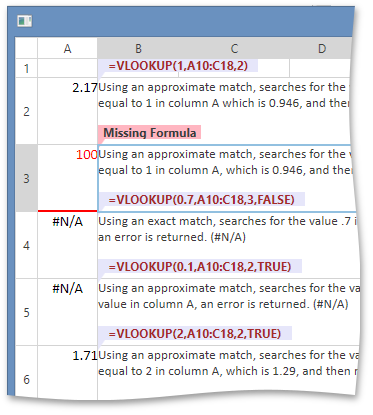 A B C D
1 =VLOOKUP(1,A10:C18,2)
2 2.17 Using an approximate match, searches for the
equal to 1 in column A which is 0.946, and then
Missing Formula
3 100 Using an approximate match, searches for the
equal to 1 in column A, which is 0.946, and then
=VLOOKUP(0.7,A10:C18,3,FALSE)
4 #N/A Using an exact match, searches for the value .7
an error is returned. (#N/A)
=VLOOKUP(0.1,A10:C18,2,TRUE)
5 #N/A Using an approximate match, searches for the
value in column A, an error is returned. (#N/A)
=VLOOKUP(2,A10:C18,2,TRUE)
6 1.71 Using an approximate match, searches for the
equal to 2 in column A, which is 1.29, and then